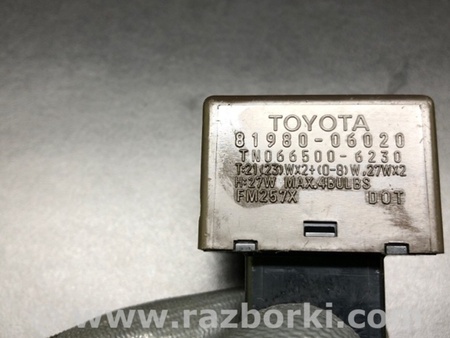 TOYOTA
81980-06020
TN066500-6230
T:21(23)W×2+(0-8)W,27W×2
H:27W MAX.4BULBS
FM257X DOT
www.razborki.com